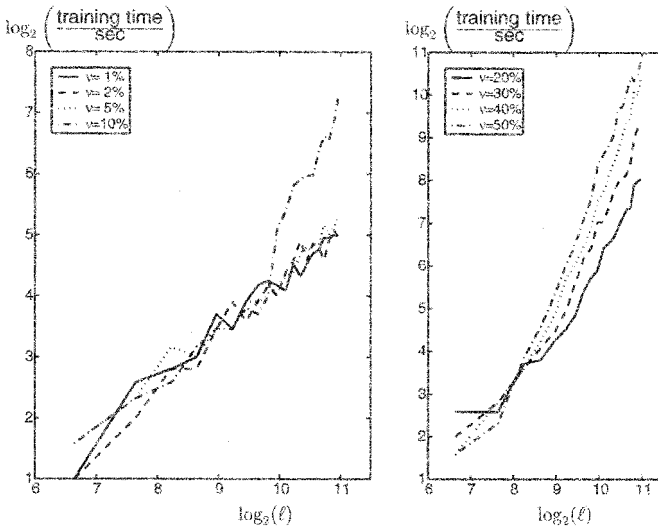 log₂ (training time / sec)
8
7
6
5
4
3
2
1
ν= 1%
ν= 2%
ν= 5%
ν=10%
6 7 8 9 10 11
log₂(ℓ)
log₂ (training time / sec)
11
10
9
8
7
6
5
4
3
2
1
ν=20%
ν=30%
ν=40%
ν=50%
6 7 8 9 10 11
log₂(ℓ)